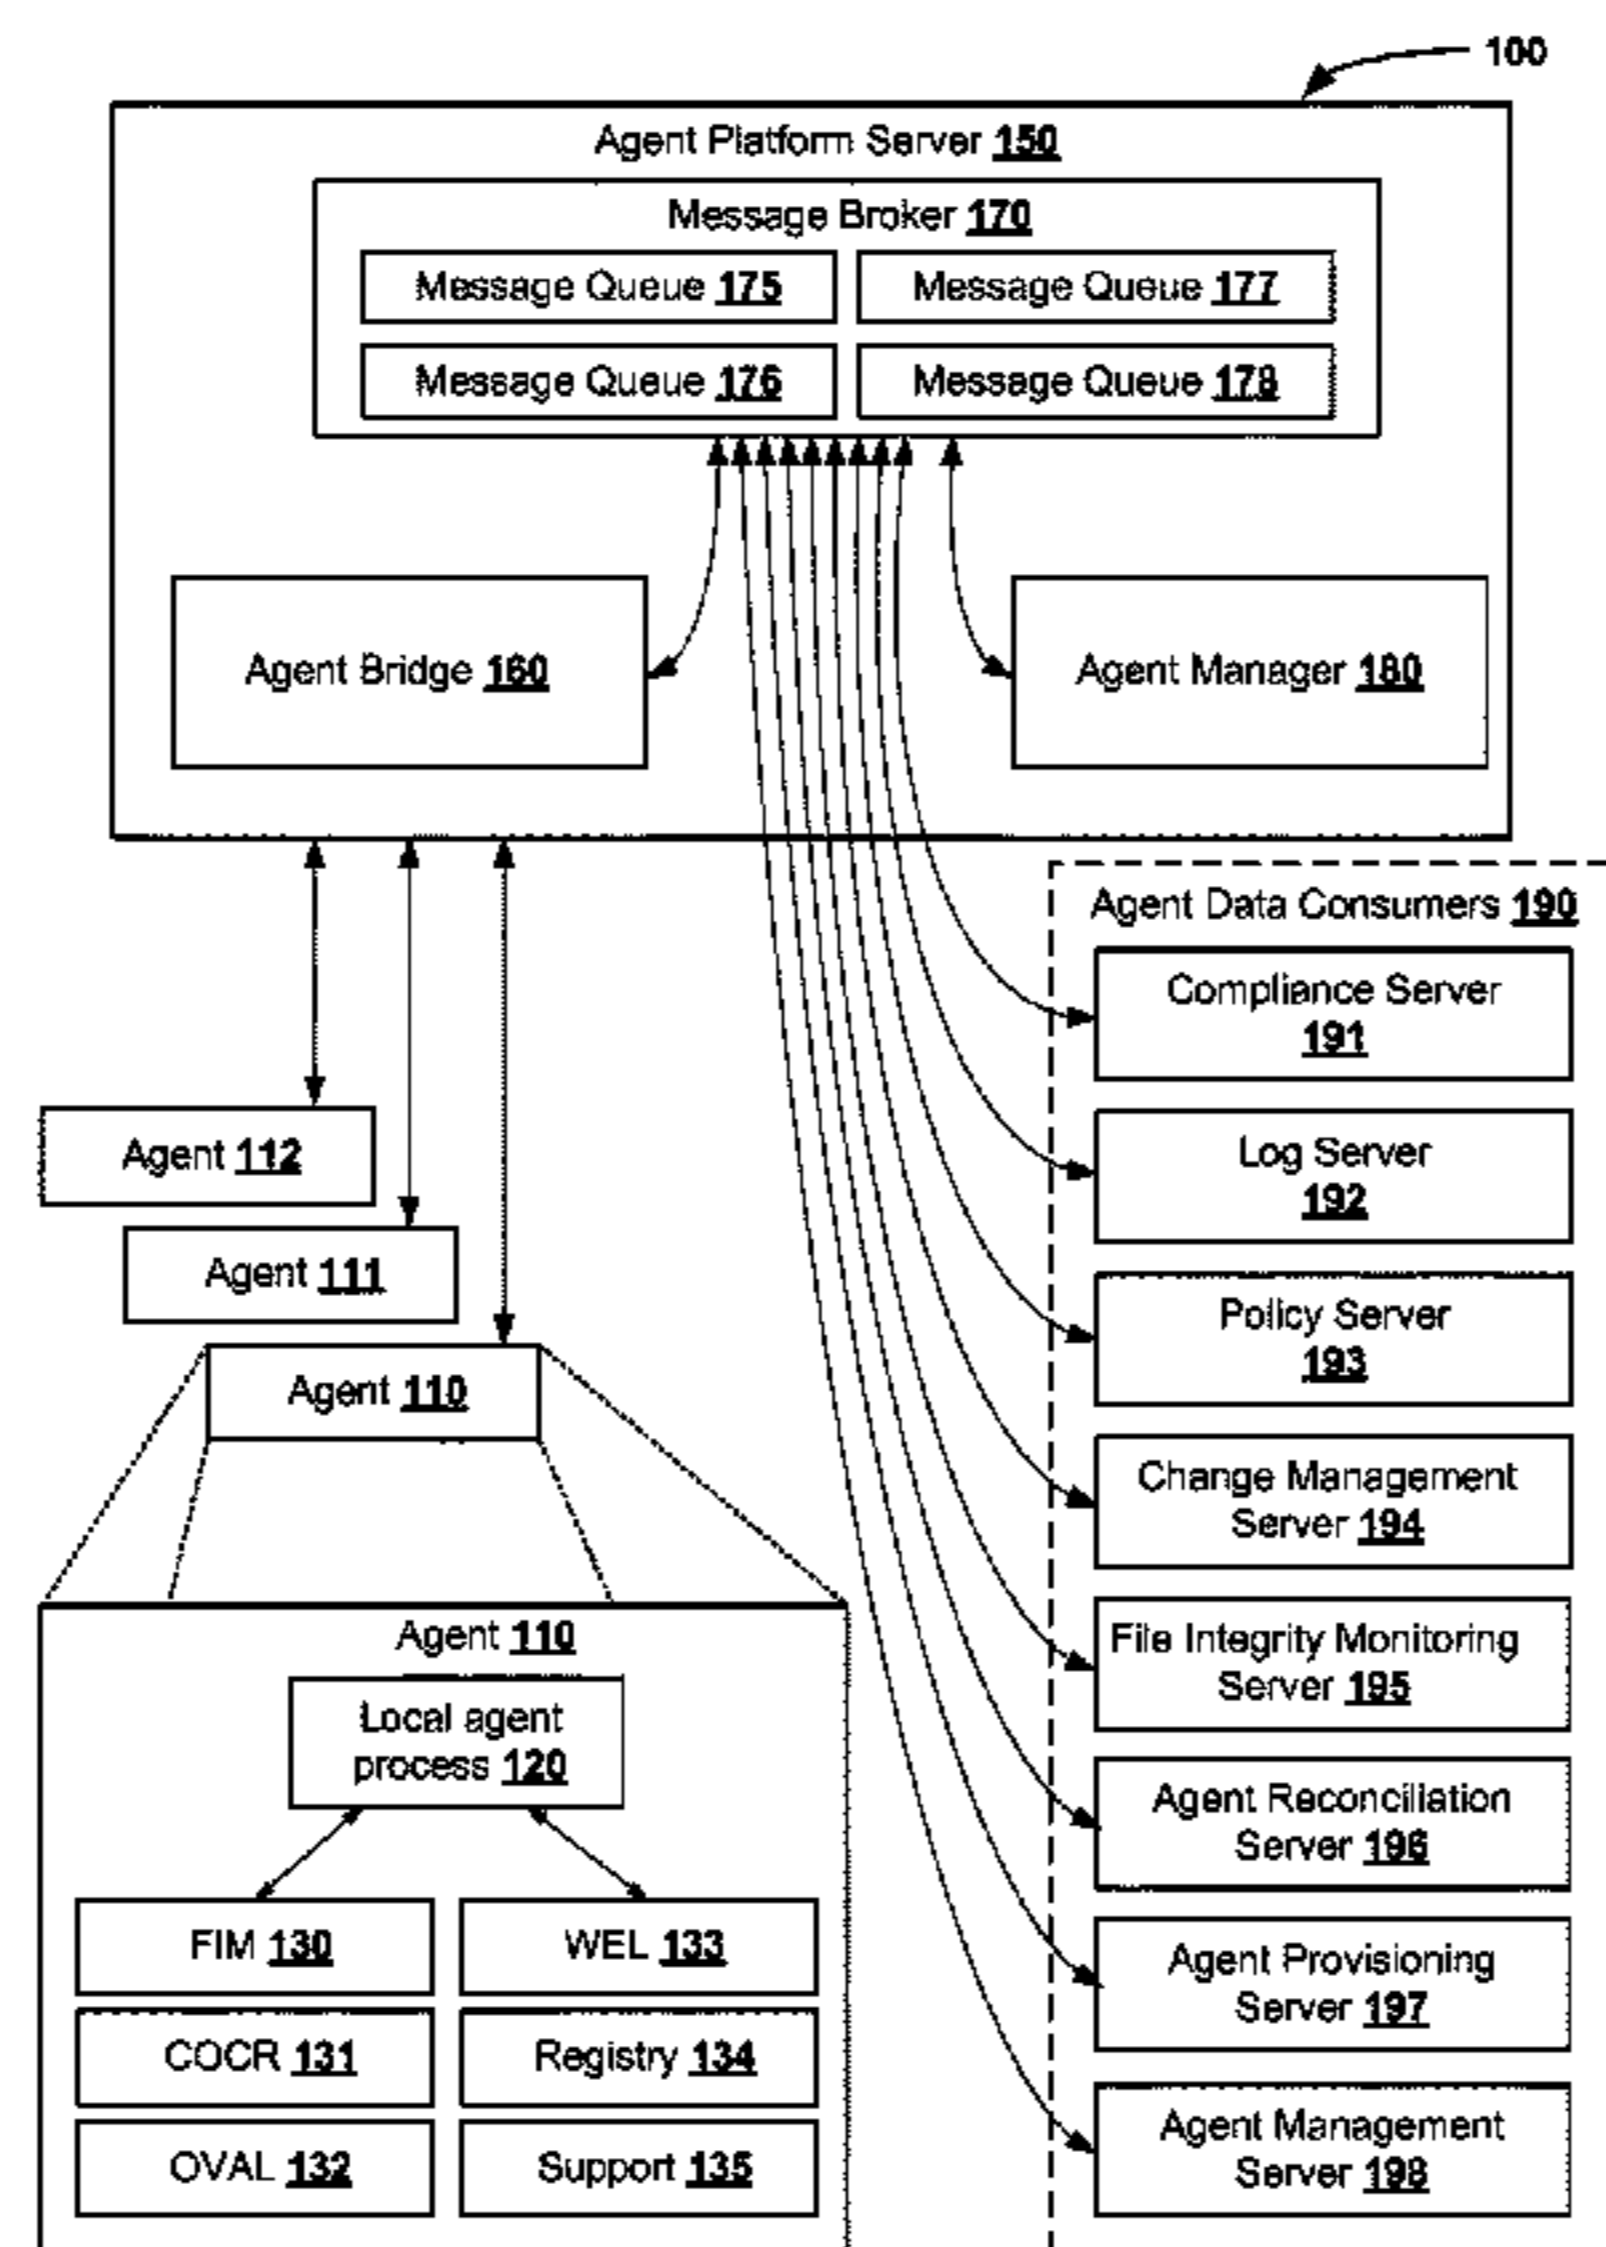 100
Agent Platform Server 150
Message Broker 170
Message Queue 175
Message Queue 177
Message Queue 176
Message Queue 178
Agent Bridge 160
Agent Manager 180
Agent Data Consumers 190
Compliance Server
191
Log Server
192
Policy Server
193
Change Management
Server 194
File Integrity Monitoring
Server 195
Agent Reconciliation
Server 196
Agent Provisioning
Server 197
Agent Management
Server 198
Agent 112
Agent 111
Agent 110
Agent 110
Local agent
process 120
FIM 130
WEL 133
COCR 131
Registry 134
OVAL 132
Support 135